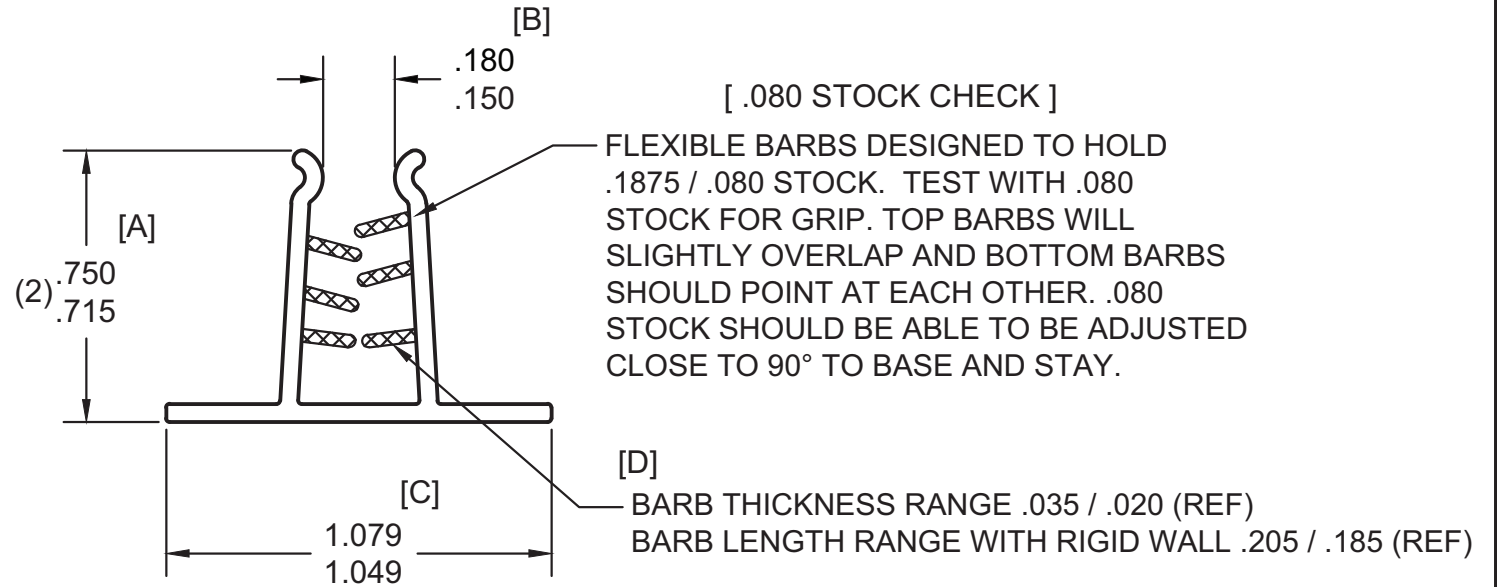 [B]
.180
.150
[ .080 STOCK CHECK ]
FLEXIBLE BARBS DESIGNED TO HOLD
.1875 / .080 STOCK. TEST WITH .080
STOCK FOR GRIP. TOP BARBS WILL
SLIGHTLY OVERLAP AND BOTTOM BARBS
SHOULD POINT AT EACH OTHER. .080
STOCK SHOULD BE ABLE TO BE ADJUSTED
CLOSE TO 90° TO BASE AND STAY.
[A]
(2) .750
.715
[D]
BARB THICKNESS RANGE .035 / .020 (REF)
BARB LENGTH RANGE WITH RIGID WALL .205 / .185 (REF)
[C]
1.079
1.049